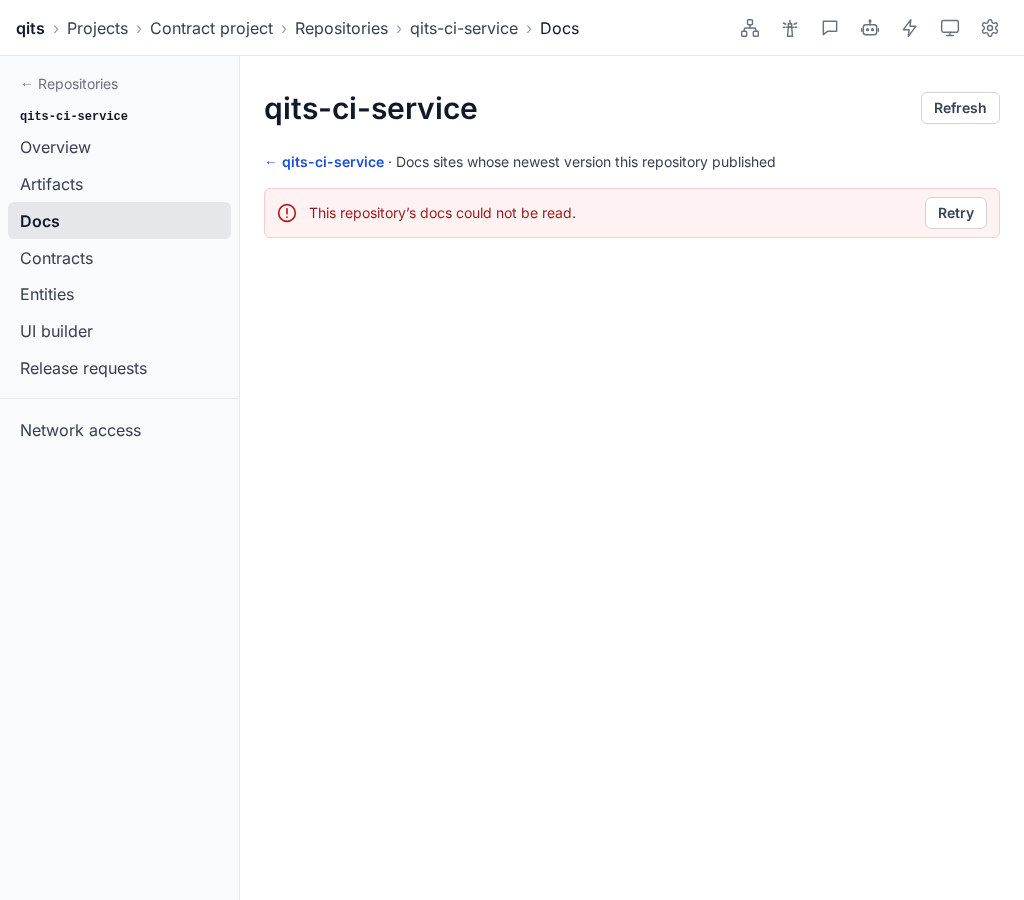 qits › Projects › Contract project › Repositories › qits-ci-service › Docs
← Repositories
qits-ci-service
Overview
Artifacts
Docs
Contracts
Entities
UI builder
Release requests
Network access
qits-ci-service
Refresh
← qits-ci-service · Docs sites whose newest version this repository published
This repository’s docs could not be read.
Retry